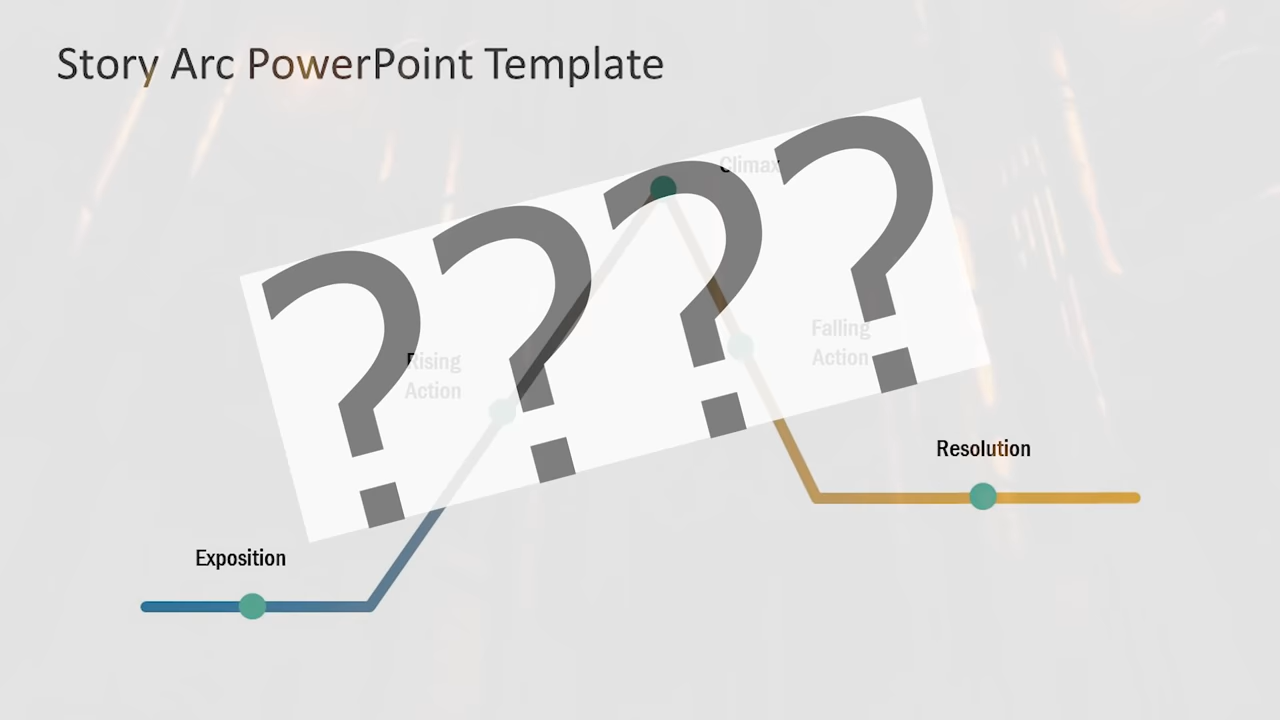 Story Arc PowerPoint Template
????
Climax
Falling
Action
Rising
Action
Resolution
Exposition